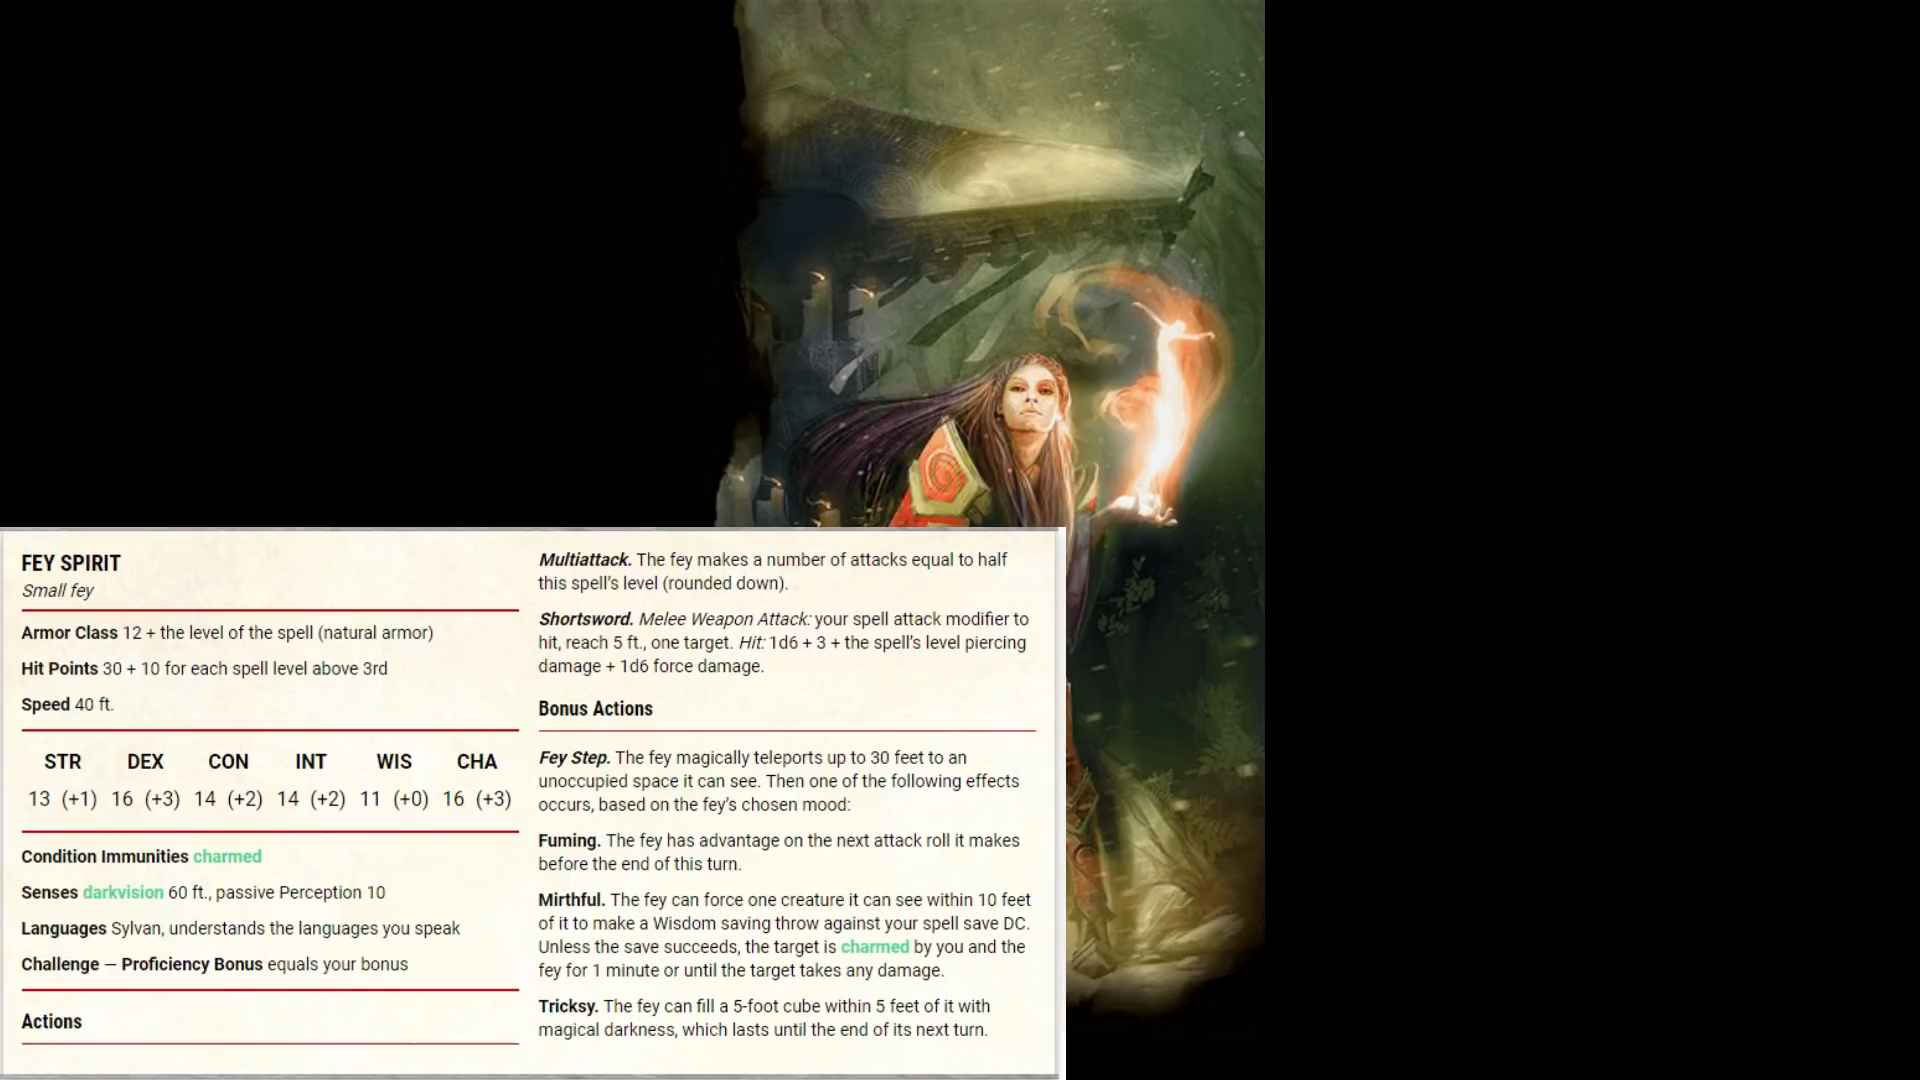 FEY SPIRIT
Small fey
Armor Class 12 + the level of the spell (natural armor)
Hit Points 30 + 10 for each spell level above 3rd
Speed 40 ft.
STR DEX CON INT WIS CHA
13 (+1) 16 (+3) 14 (+2) 14 (+2) 11 (+0) 16 (+3)
Condition Immunities charmed
Senses darkvision 60 ft., passive Perception 10
Languages Sylvan, understands the languages you speak
Challenge — Proficiency Bonus equals your bonus
Actions
Multiattack. The fey makes a number of attacks equal to half
this spell's level (rounded down).
Shortsword. Melee Weapon Attack: your spell attack modifier to
hit, reach 5 ft., one target. Hit: 1d6 + 3 + the spell's level piercing
damage + 1d6 force damage.
Bonus Actions
Fey Step. The fey magically teleports up to 30 feet to an
unoccupied space it can see. Then one of the following effects
occurs, based on the fey's chosen mood:
Fuming. The fey has advantage on the next attack roll it makes
before the end of this turn.
Mirthful. The fey can force one creature it can see within 10 feet
of it to make a Wisdom saving throw against your spell save DC.
Unless the save succeeds, the target is charmed by you and the
fey for 1 minute or until the target takes any damage.
Tricksy. The fey can fill a 5-foot cube within 5 feet of it with
magical darkness, which lasts until the end of its next turn.